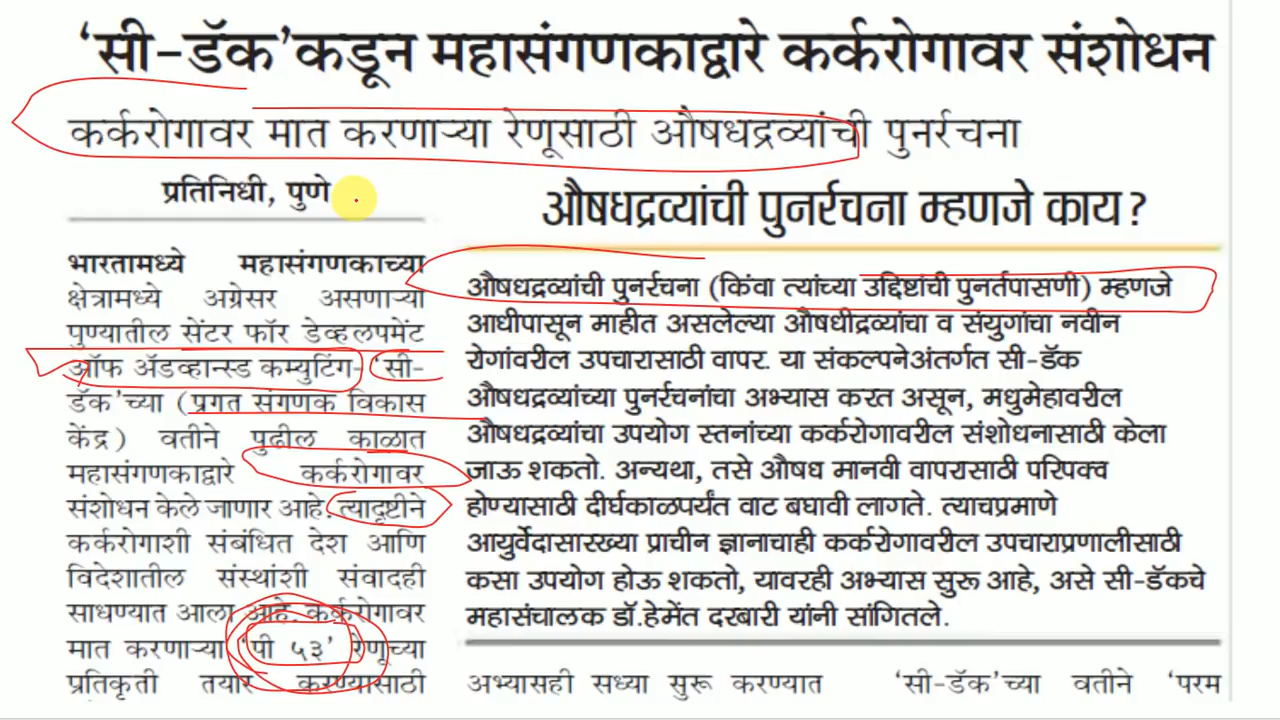 ‘सी-डॅक’कडून महासंगणकाद्वारे कर्करोगावर संशोधन
कर्करोगावर मात करणाऱ्या रेणूसाठी औषधद्रव्यांची पुनर्रचना
प्रतिनिधी, पुणे
भारतामध्ये महासंगणकाच्या
क्षेत्रामध्ये अग्रेसर असणाऱ्या
पुण्यातील सेंटर फॉर डेव्हलपमेंट
ऑफ ॲडव्हान्स्ड कम्युटिंग- ‘सी-
डॅक’च्या (प्रगत संगणक विकास
केंद्र) वतीने पुढील काळात
महासंगणकाद्वारे कर्करोगावर
संशोधन केले जाणार आहे. त्यादृष्टीने
कर्करोगाशी संबंधित देश आणि
विदेशातील संस्थांशी संवादही
साधण्यात आला आहे. कर्करोगावर
मात करणाऱ्या ‘पी ५३’ रेणूच्या
प्रतिकृती तयार करण्यासाठी
औषधद्रव्यांची पुनर्रचना म्हणजे काय?
औषधद्रव्यांची पुनर्रचना (किंवा त्यांच्या उद्दिष्टांची पुनर्तपासणी) म्हणजे
आधीपासून माहीत असलेल्या औषधीद्रव्यांचा व संयुगांचा नवीन
रोगांवरील उपचारासाठी वापर. या संकल्पनेअंतर्गत सी-डॅक
औषधद्रव्यांच्या पुनर्रचनांचा अभ्यास करत असून, मधुमेहावरील
औषधद्रव्यांचा उपयोग स्तनांच्या कर्करोगावरील संशोधनासाठी केला
जाऊ शकतो. अन्यथा, तसे औषध मानवी वापरासाठी परिपक्व
होण्यासाठी दीर्घकाळपर्यंत वाट बघावी लागते. त्याचप्रमाणे
आयुर्वेदासारख्या प्राचीन ज्ञानाचाही कर्करोगावरील उपचाराप्रणालीसाठी
कसा उपयोग होऊ शकतो, यावरही अभ्यास सुरू आहे, असे सी-डॅकचे
महासंचालक डॉ.हेमेंत दरबारी यांनी सांगितले.
अभ्यासही सध्या सुरू करण्यात
‘सी-डॅक’च्या वतीने ‘परम